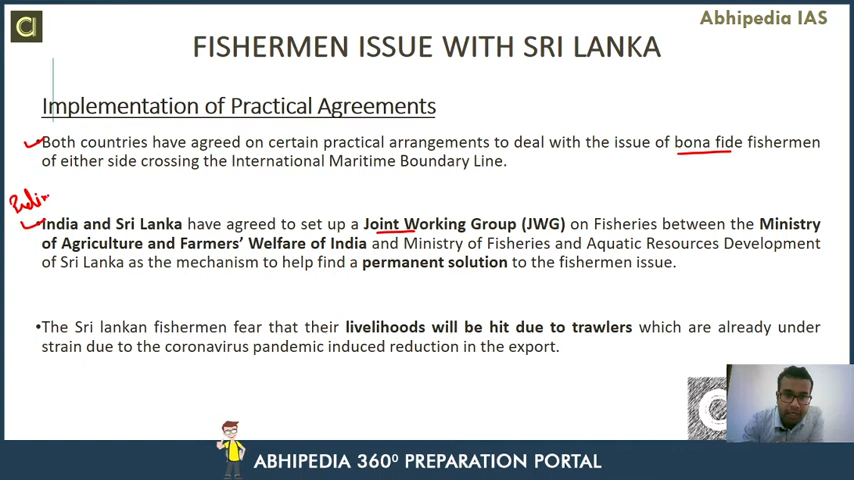 Abhipedia IAS
FISHERMEN ISSUE WITH SRI LANKA
Implementation of Practical Agreements
Both countries have agreed on certain practical arrangements to deal with the issue of bona fide fishermen
of either side crossing the International Maritime Boundary Line.
India and Sri Lanka have agreed to set up a Joint Working Group (JWG) on Fisheries between the Ministry
of Agriculture and Farmers' Welfare of India and Ministry of Fisheries and Aquatic Resources Development
of Sri Lanka as the mechanism to help find a permanent solution to the fishermen issue.
•The Sri lankan fishermen fear that their livelihoods will be hit due to trawlers which are already under
strain due to the coronavirus pandemic induced reduction in the export.
ABHIPEDIA 360⁰ PREPARATION PORTAL